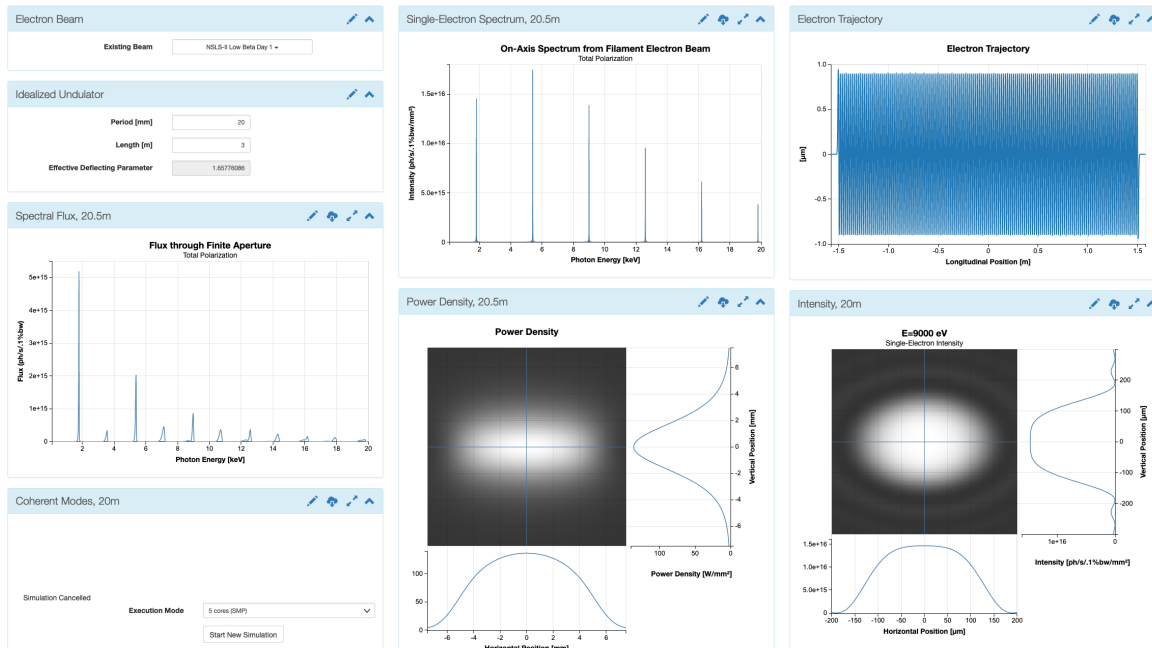 Electron Beam
Existing Beam
NSLS-II Low Beta Day 1
Idealized Undulator
Period [mm]
20
Length [m]
3
Effective Deflecting Parameter
1.65776086
Spectral Flux, 20.5m
Flux through Finite Aperture
Total Polarization
5e+15
4e+15
3e+15
2e+15
1e+15
0
Flux (ph/s/.1%bw)
2 4 6 8 10 12 14 16 18 20
Photon Energy [keV]
Coherent Modes, 20m
Simulation Cancelled
Execution Mode
5 cores (SMP)
Start New Simulation
Single-Electron Spectrum, 20.5m
On-Axis Spectrum from Filament Electron Beam
Total Polarization
1.5e+16
1.0e+16
5.0e+15
0
Intensity (ph/s/.1%bw/mm²)
2 4 6 8 10 12 14 16 18 20
Photon Energy [keV]
Power Density, 20.5m
Power Density
6
4
2
0
-2
-4
-6
Vertical Position [mm]
100 50 0
Power Density [W/mm²]
100
50
0
-6 -4 -2 0 2 4 6
Horizontal Position [mm]
Electron Trajectory
Electron Trajectory
1.0
0.5
0
-0.5
-1.0
[µm]
-1.5 -1.0 -0.5 0 0.5 1.0 1.5
Longitudinal Position [m]
Intensity, 20m
E=9000 eV
Single-Electron Intensity
200
100
0
-100
-200
Vertical Position [µm]
1e+16 0
Intensity [ph/s/.1%bw/mm²]
1.5e+16
1.0e+16
5.0e+15
0
-200 -150 -100 -50 0 50 100 150 200
Horizontal Position [µm]